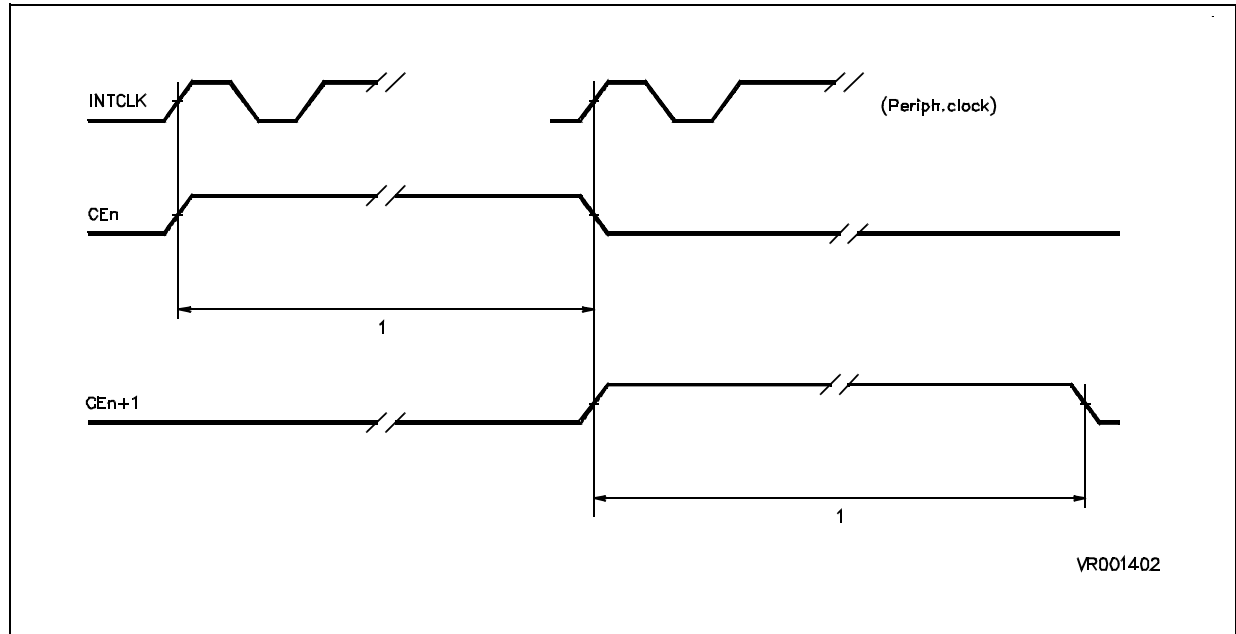 INTCLK
(Periph.clock)
CEn
1
CEn+1
1
VR001402